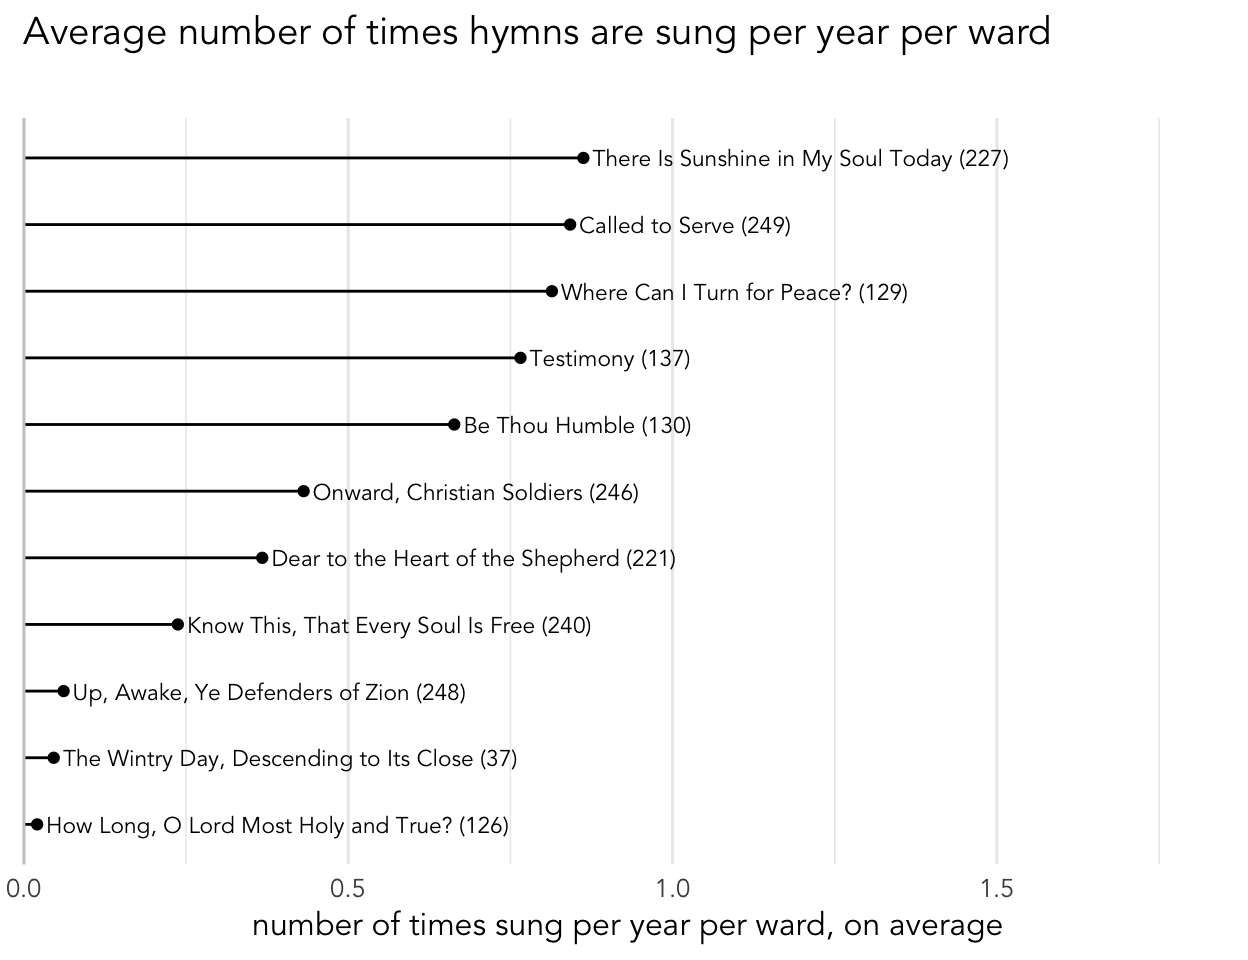 Average number of times hymns are sung per year per ward
There Is Sunshine in My Soul Today (227)
Called to Serve (249)
Where Can I Turn for Peace? (129)
Testimony (137)
Be Thou Humble (130)
Onward, Christian Soldiers (246)
Dear to the Heart of the Shepherd (221)
Know This, That Every Soul Is Free (240)
Up, Awake, Ye Defenders of Zion (248)
The Wintry Day, Descending to Its Close (37)
How Long, O Lord Most Holy and True? (126)
0.0 0.5 1.0 1.5
number of times sung per year per ward, on average